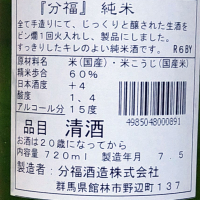 『分福』 純米
全て手造りにて、じっくりと醸された生酒を
ビン燗1回火入れし、製品にしました。
すっきりしたキレのよい純米酒です。 R6BY
原材料名 米(国産)・米こうじ(国産米)
精米歩合 60%
日本酒度 +4
酸度 1.4
アルコール分 15度
4985048000891
品目 清酒
お酒は20歳になってから
内容量 720ml 製造年月 7.5
製造者:分福酒造株式会社
群馬県館林市野辺町137